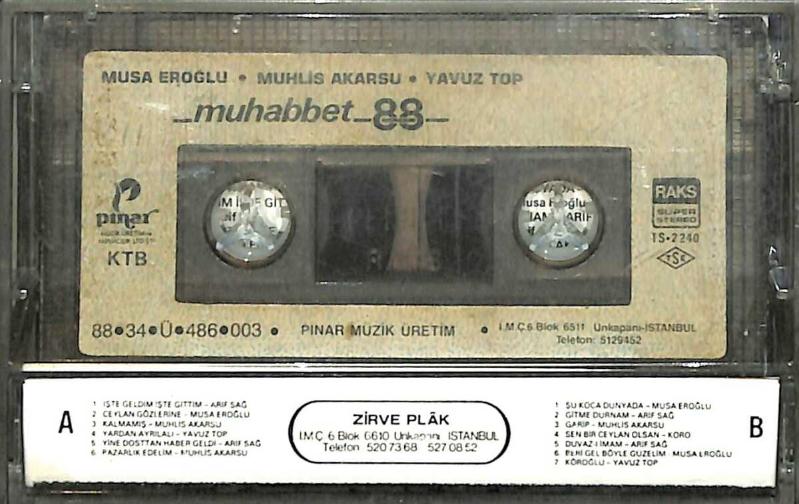 MUSA EROĞLU • MUHLİS AKARSU • YAVUZ TOP
muhabbet 88
pınar
MÜZİK ÜRETİM
KTB
RAKS
SUPER
STEREO
TS-2240
TSE
usa Eroğlu
88•34•Ü•486•003 • PINAR MÜZİK ÜRETİM • İ.M.Ç.6 Blok 6511 Unkapanı-İSTANBUL
Telefon: 5129452
A
1 İŞTE GELDİM İŞTE GİTTİM - ARİF SAĞ
2 CEYLAN GÖZLERİNE - MUSA EROĞLU
3 KALMAMIŞ - MUHLİS AKARSU
4 YARDAN AYRILALI - YAVUZ TOP
5 YİNE DOSTTAN HABER GELDİ - ARİF SAĞ
6 PAZARLIK EDELİM - MUHLİS AKARSU
ZİRVE PLÂK
İ.M.Ç. 6 Blok 6610 Unkapanı İSTANBUL
Telefon 520 73 68 527 08 52
1 ŞU KOCA DÜNYADA - MUSA EROĞLU
2 GİTME DURNAM - ARİF SAĞ
3 GARİP - MUHLİS AKARSU
4 SEN BİR CEYLAN OLSAN - KORO
5 DUVAZ-I İMAM - ARİF SAĞ
6 BERİ GEL BÖYLE GÜZELİM - MUSA EROĞLU
7 KÖROĞLU - YAVUZ TOP
B